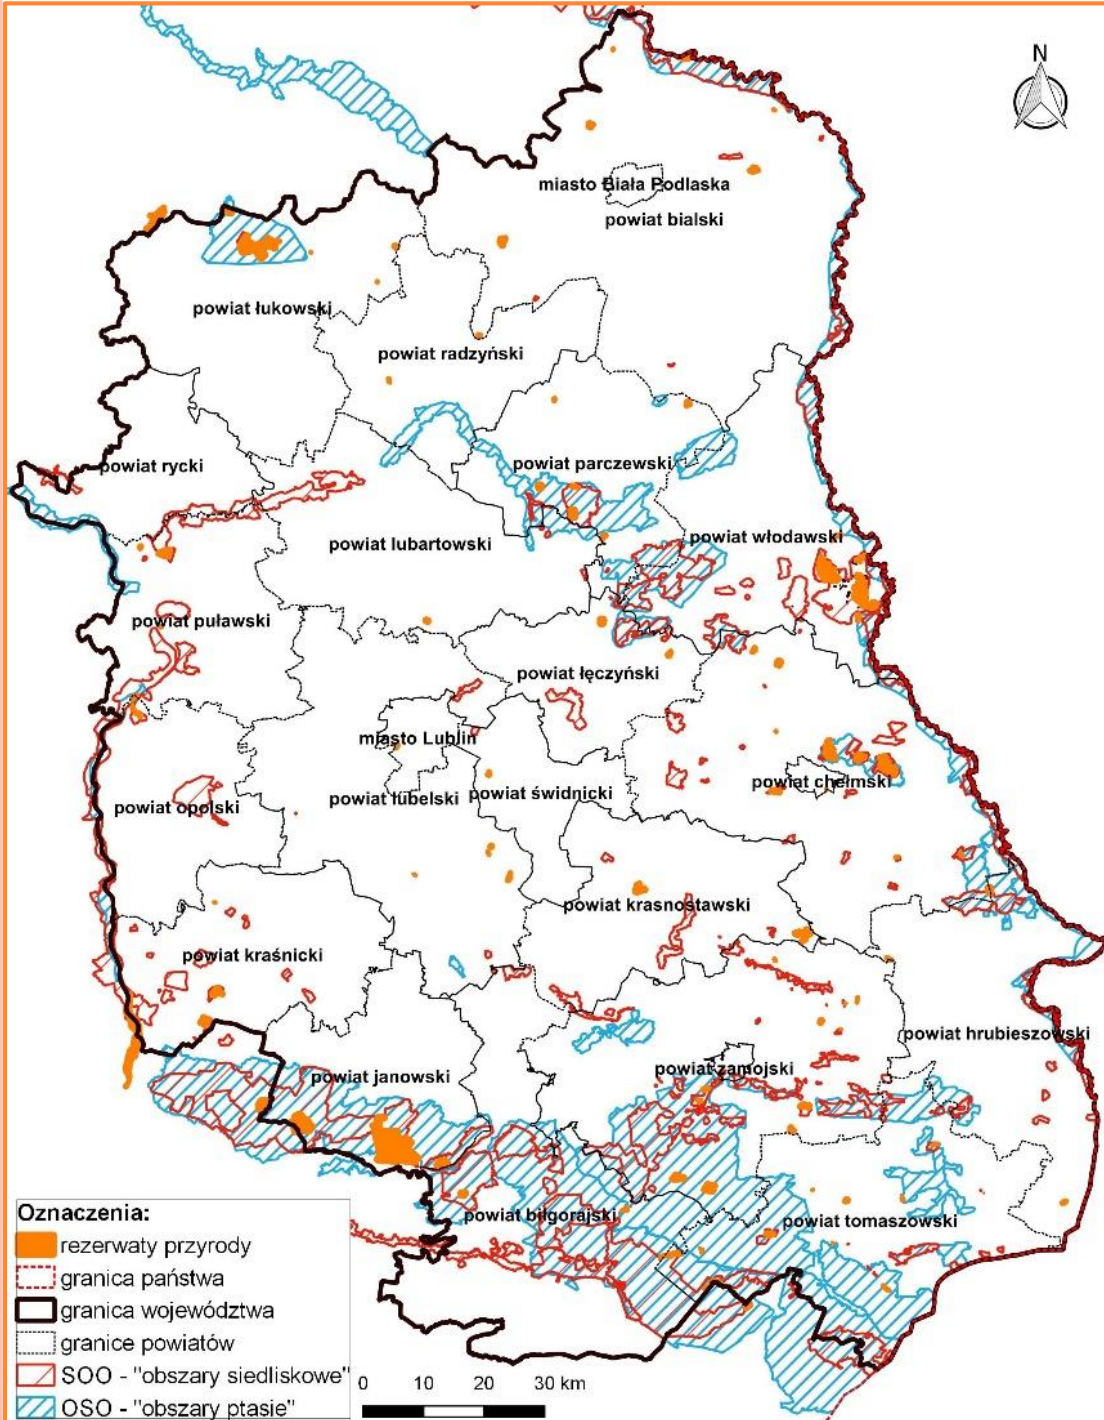 N
miasto Biała Podlaska
powiat bialski
powiat łukowski
powiat radzyński
powiat rycki
powiat parczewski
powiat lubartowski
powiat włodawski
powiat puławski
powiat łęczyński
miasto Lublin
powiat chełmski
powiat opolski
powiat lubelski
powiat świdnicki
powiat krasnostawski
powiat kraśnicki
powiat hrubieszowski
powiat zamojski
powiat janowski
powiat biłgorajski
powiat tomaszowski
Oznaczenia:
rezerwaty przyrody
granica państwa
granica województwa
granice powiatów
SOO - "obszary siedliskowe"
OSO - "obszary ptasie"
0 10 20 30 km